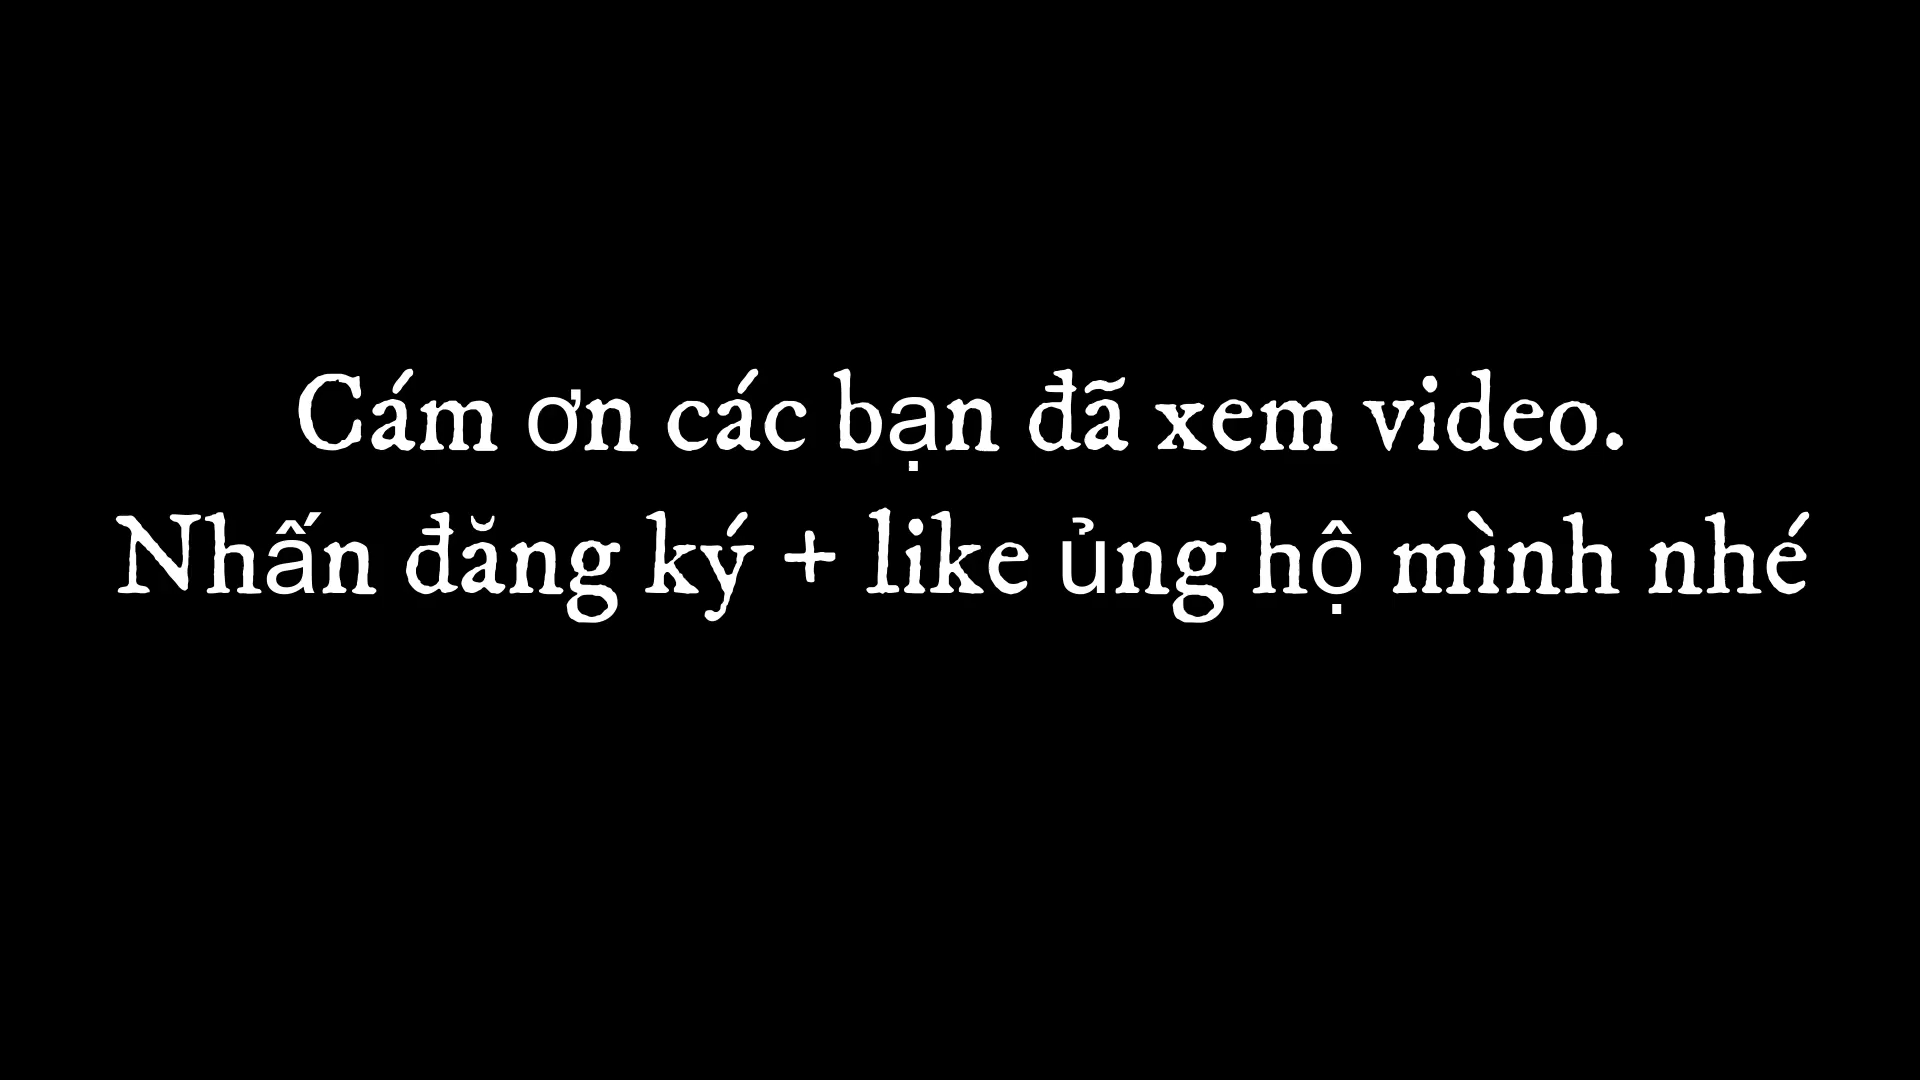 Cám ơn các bạn đã xem video.
Nhấn đăng ký + like ủng hộ mình nhé